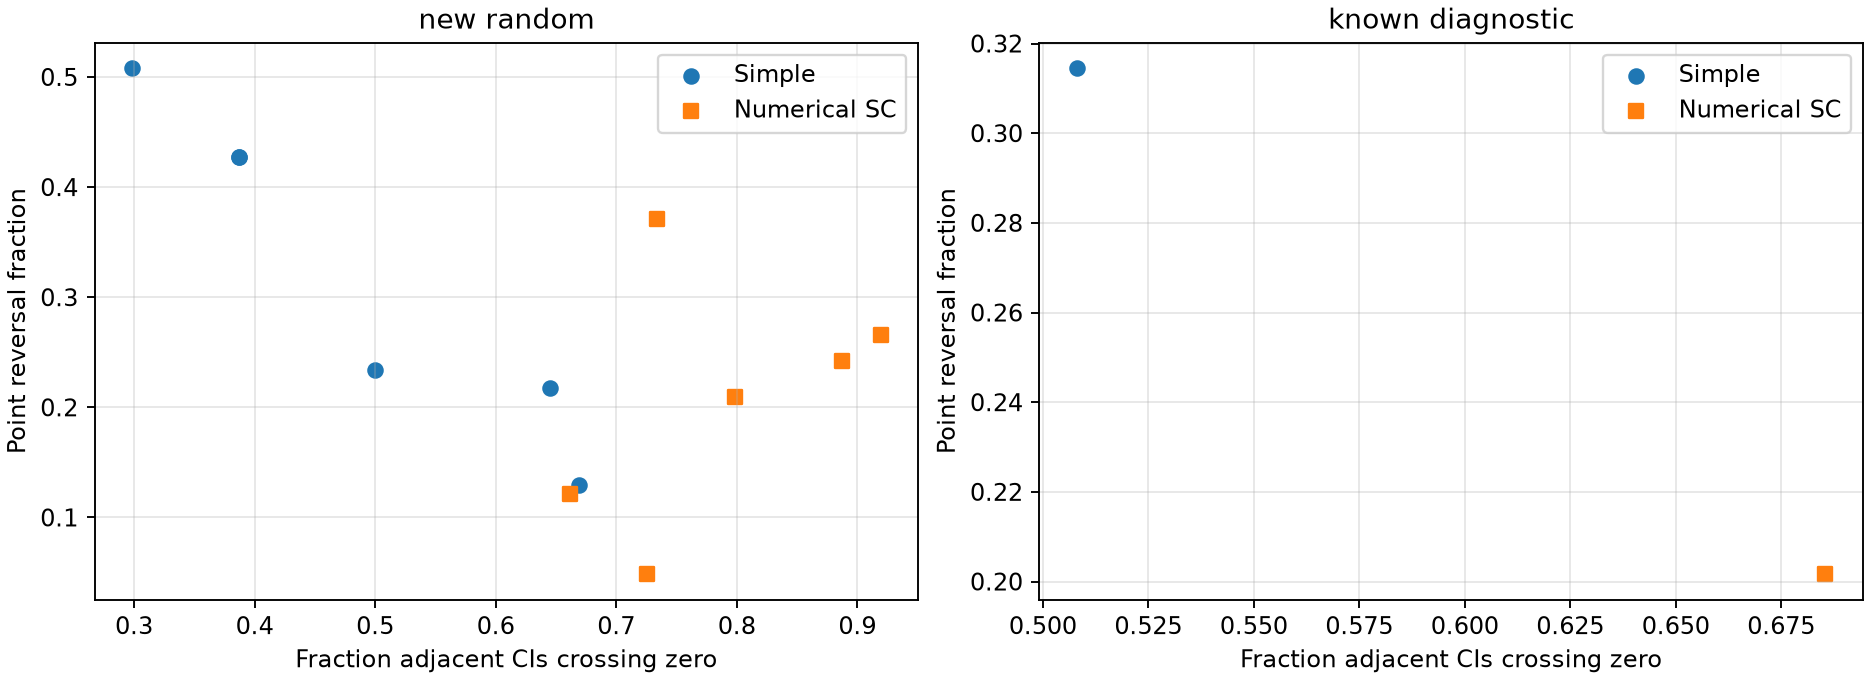 new random
Simple
Numerical SC
0.5
0.4
0.3
0.2
0.1
Point reversal fraction
0.3 0.4 0.5 0.6 0.7 0.8 0.9
Fraction adjacent CIs crossing zero
known diagnostic
Simple
Numerical SC
0.32
0.30
0.28
0.26
0.24
0.22
0.20
Point reversal fraction
0.500 0.525 0.550 0.575 0.600 0.625 0.650 0.675
Fraction adjacent CIs crossing zero